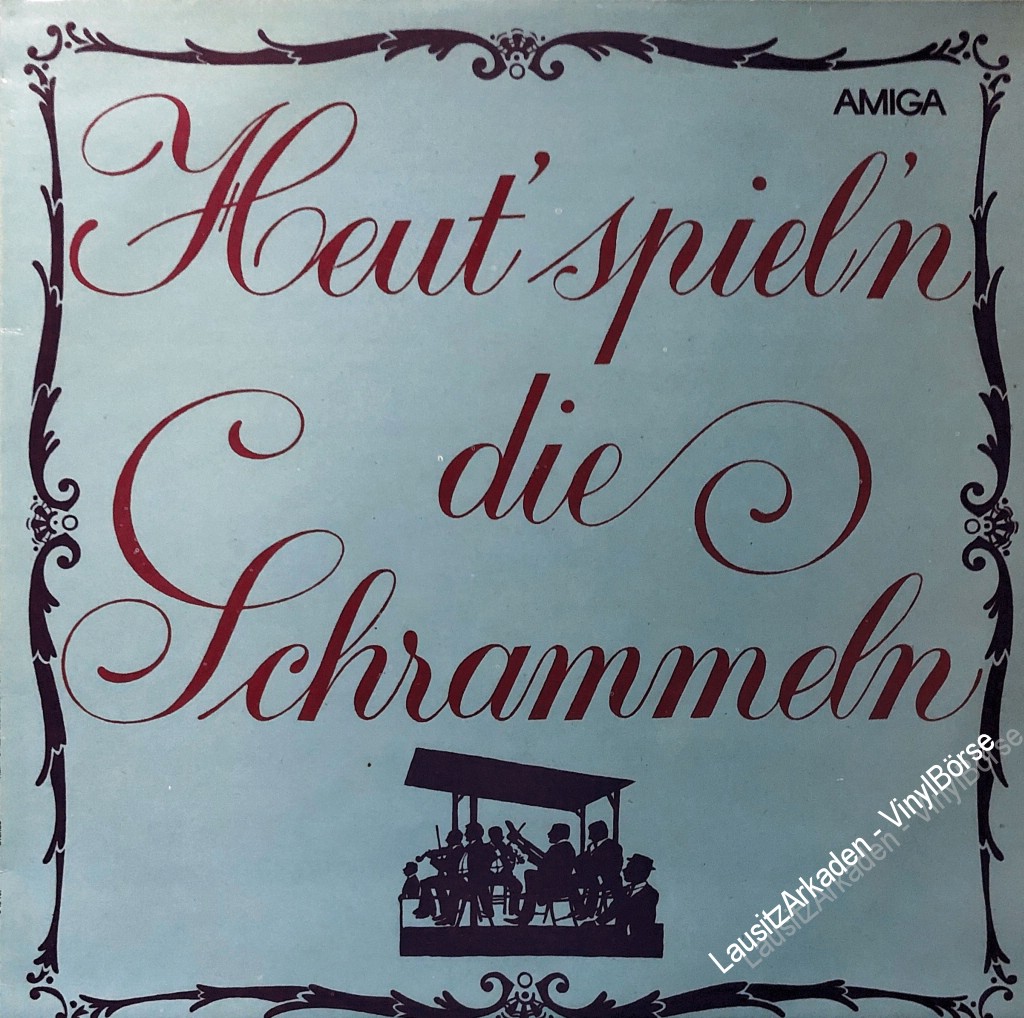 AMIGA
Heut' spiel'n
die
Schrammeln
LausitzArkaden - VinylBörse